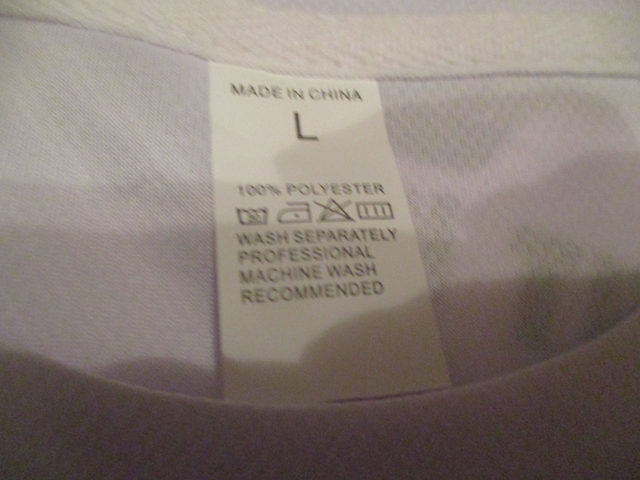 MADE IN CHINA
L
100% POLYESTER
WASH SEPARATELY
PROFESSIONAL
MACHINE WASH
RECOMMENDED